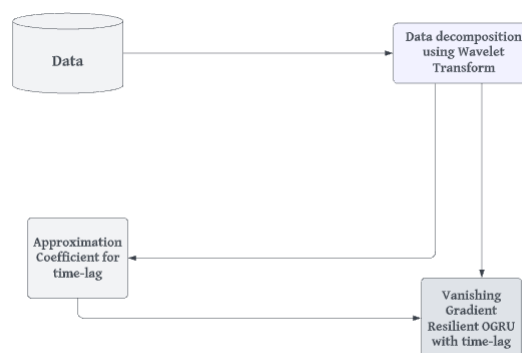 Data
Data decomposition
using Wavelet
Transform
Approximation
Coefficient for
time-lag
Vanishing
Gradient
Resilient OGRU
with time-lag